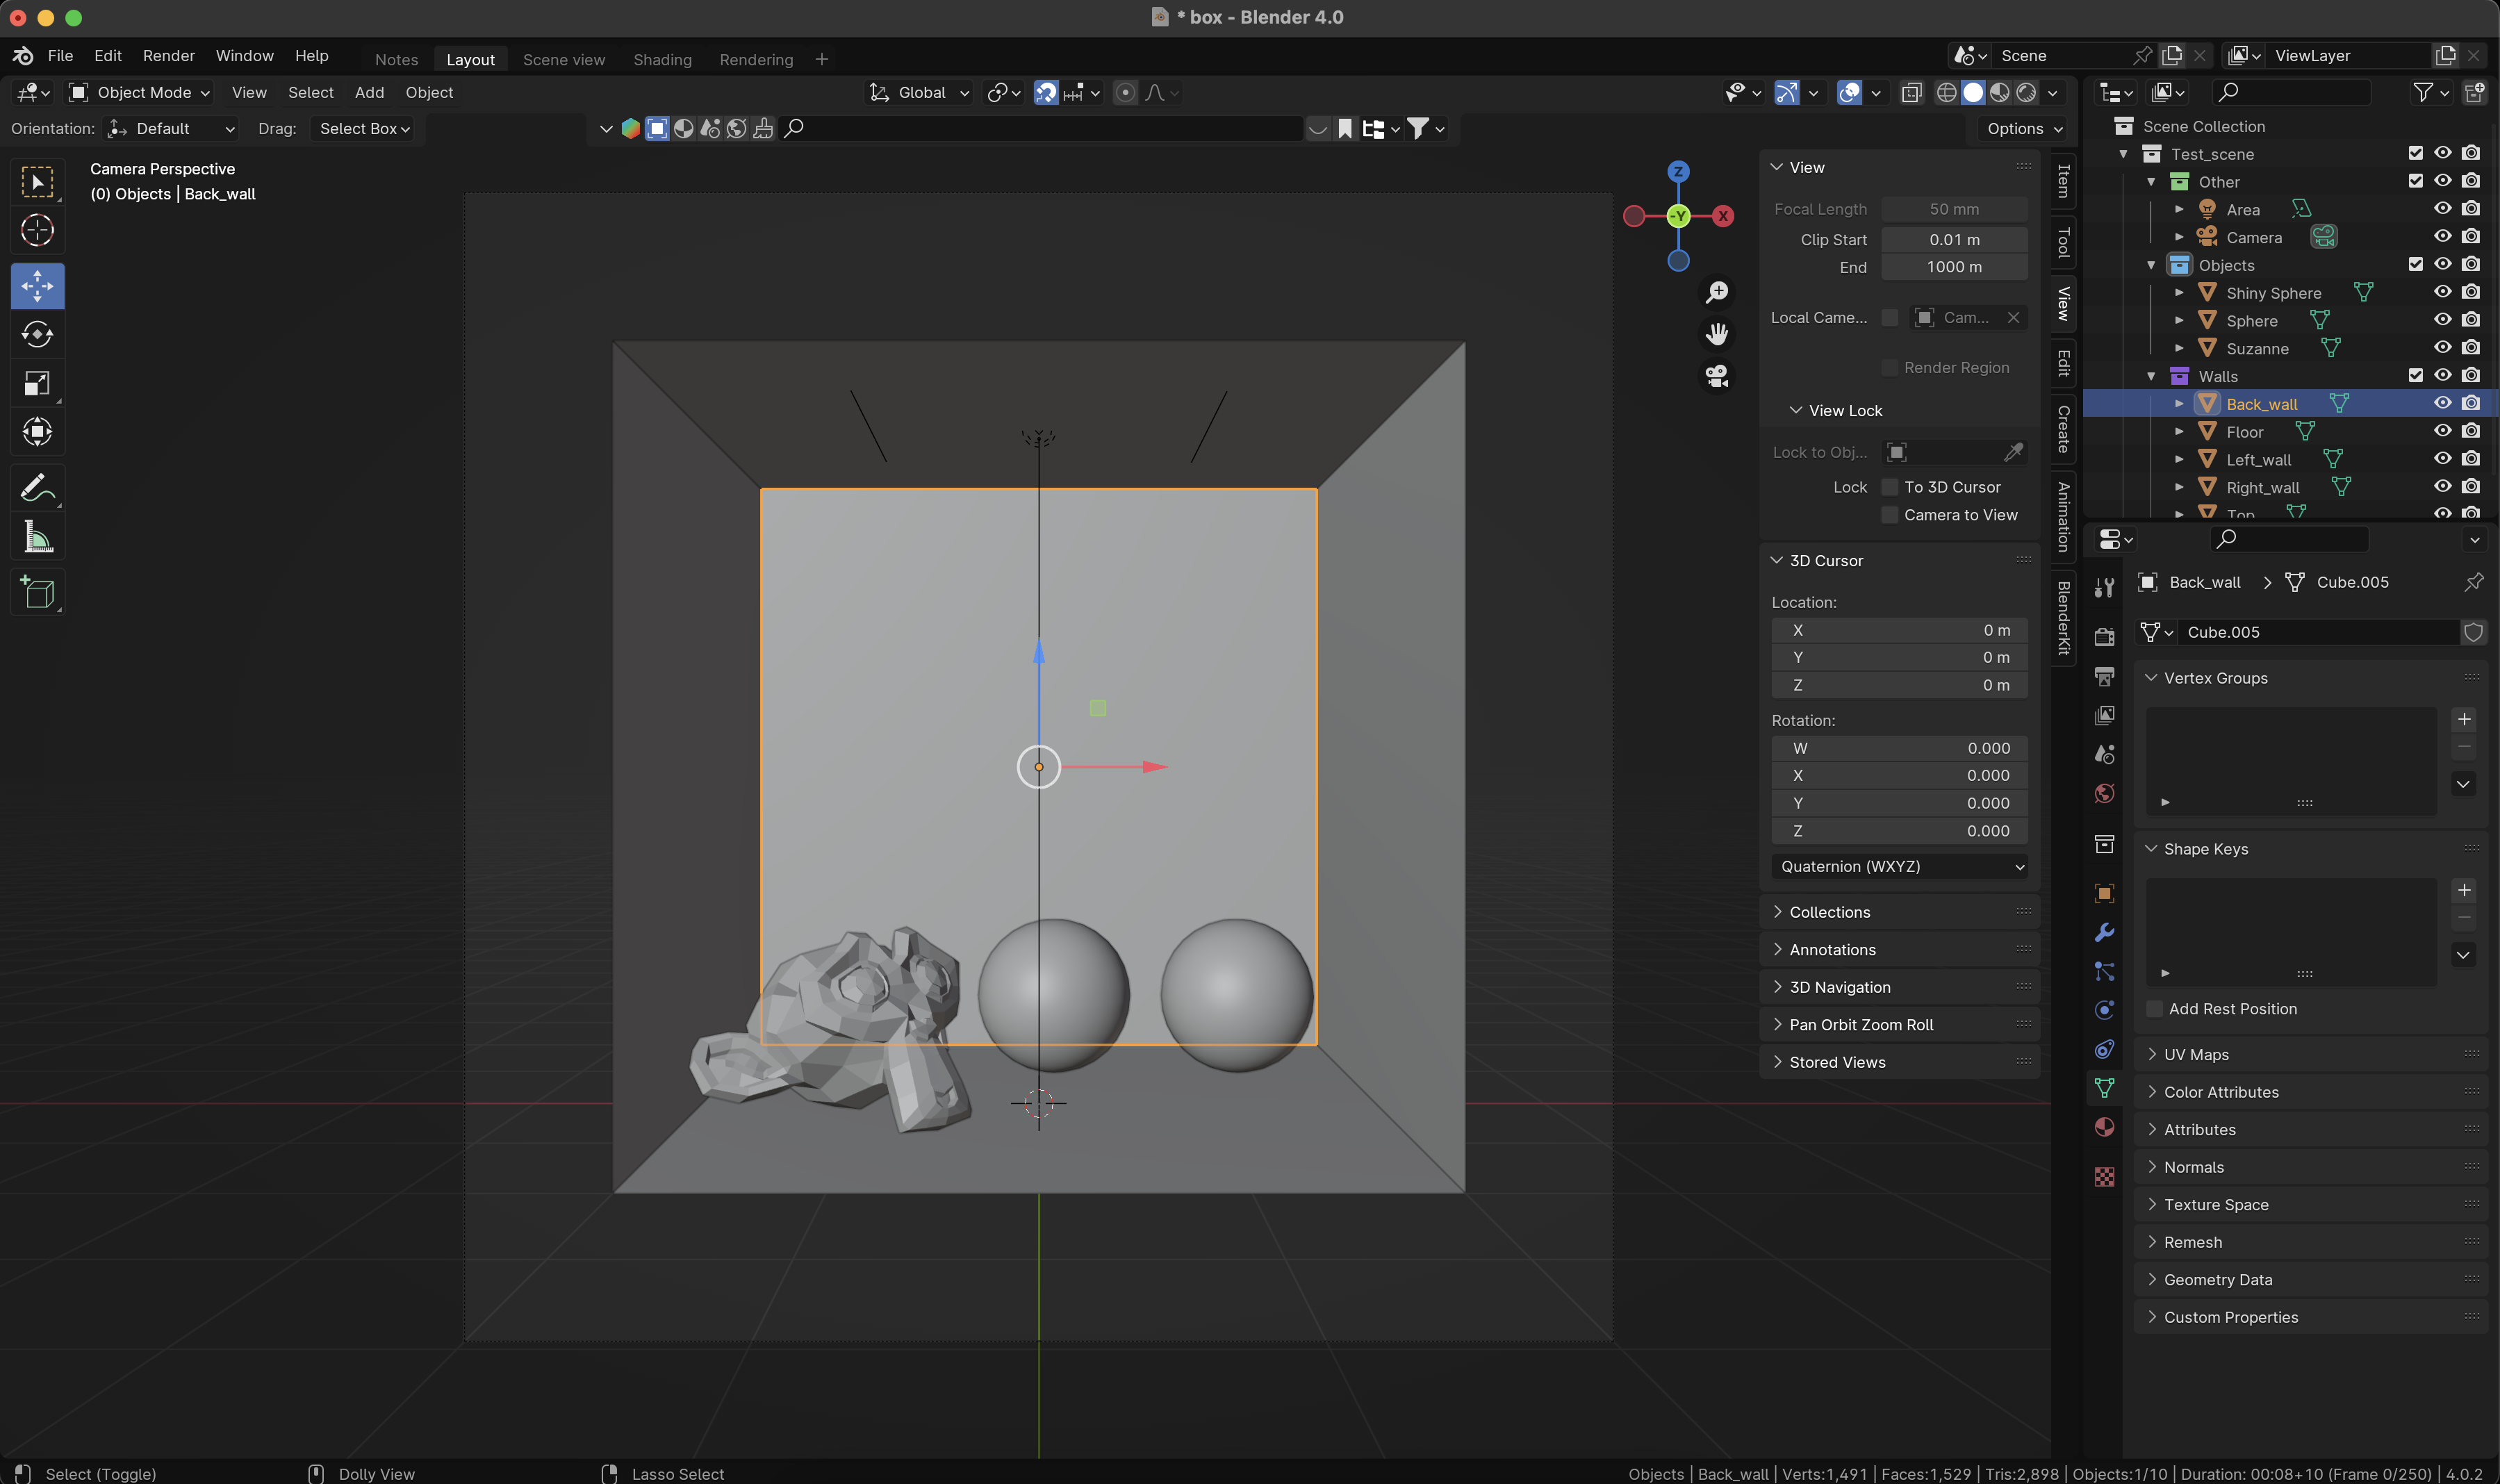 * box - Blender 4.0
File Edit Render Window Help Notes Layout Scene view Shading Rendering Scene ViewLayer
Object Mode View Select Add Object Global
Orientation: Default Drag: Select Box Options
Camera Perspective
(0) Objects | Back_wall
Z
-Y
X
View
Focal Length 50 mm
Clip Start 0.01 m
End 1000 m
Local Came... Cam...
Render Region
View Lock
Lock to Obj...
Lock To 3D Cursor
Camera to View
3D Cursor
Location:
X 0 m
Y 0 m
Z 0 m
Rotation:
W 0.000
X 0.000
Y 0.000
Z 0.000
Quaternion (WXYZ)
Collections
Annotations
3D Navigation
Pan Orbit Zoom Roll
Stored Views
Item
Tool
View
Edit
Create
Animation
BlenderKit
Scene Collection
Test_scene
Other
Area
Camera
Objects
Shiny Sphere
Sphere
Suzanne
Walls
Back_wall
Floor
Left_wall
Right_wall
Top
Back_wall Cube.005
Cube.005
Vertex Groups
Shape Keys
Add Rest Position
UV Maps
Color Attributes
Attributes
Normals
Texture Space
Remesh
Geometry Data
Custom Properties
Select (Toggle) Dolly View Lasso Select Objects | Back_wall | Verts:1,491 | Faces:1,529 | Tris:2,898 | Objects:1/10 | Duration: 00:08+10 (Frame 0/250) | 4.0.2